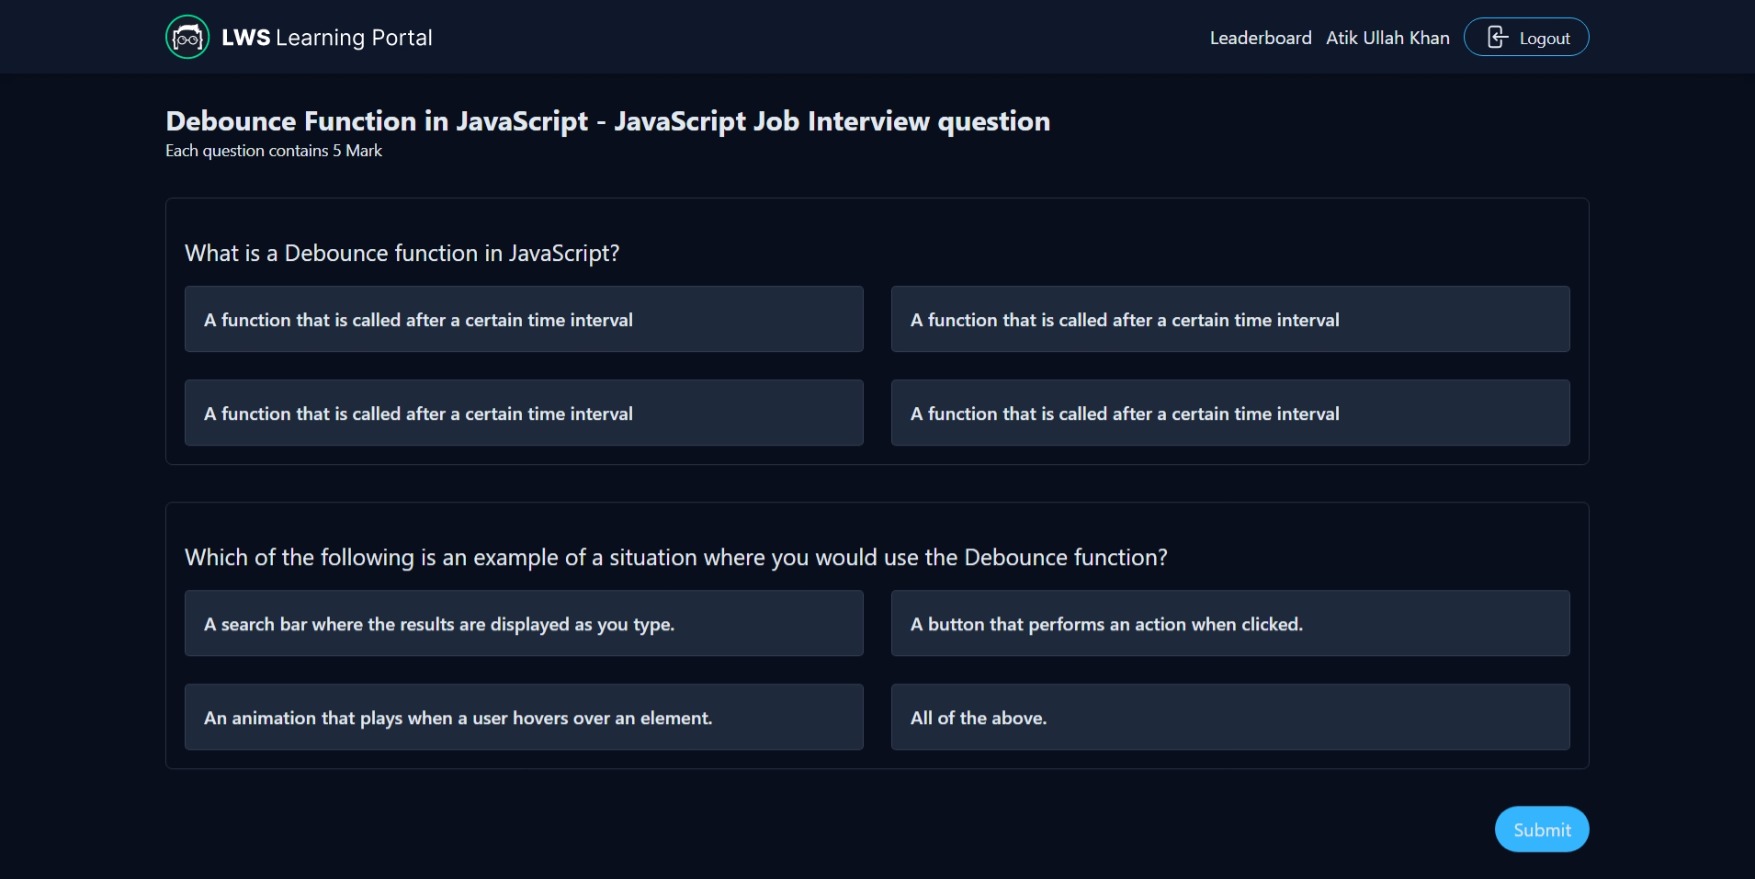 LWS Learning Portal
Leaderboard Atik Ullah Khan Logout
Debounce Function in JavaScript - JavaScript Job Interview question
Each question contains 5 Mark
What is a Debounce function in JavaScript?
A function that is called after a certain time interval
A function that is called after a certain time interval
A function that is called after a certain time interval
A function that is called after a certain time interval
Which of the following is an example of a situation where you would use the Debounce function?
A search bar where the results are displayed as you type.
A button that performs an action when clicked.
An animation that plays when a user hovers over an element.
All of the above.
Submit